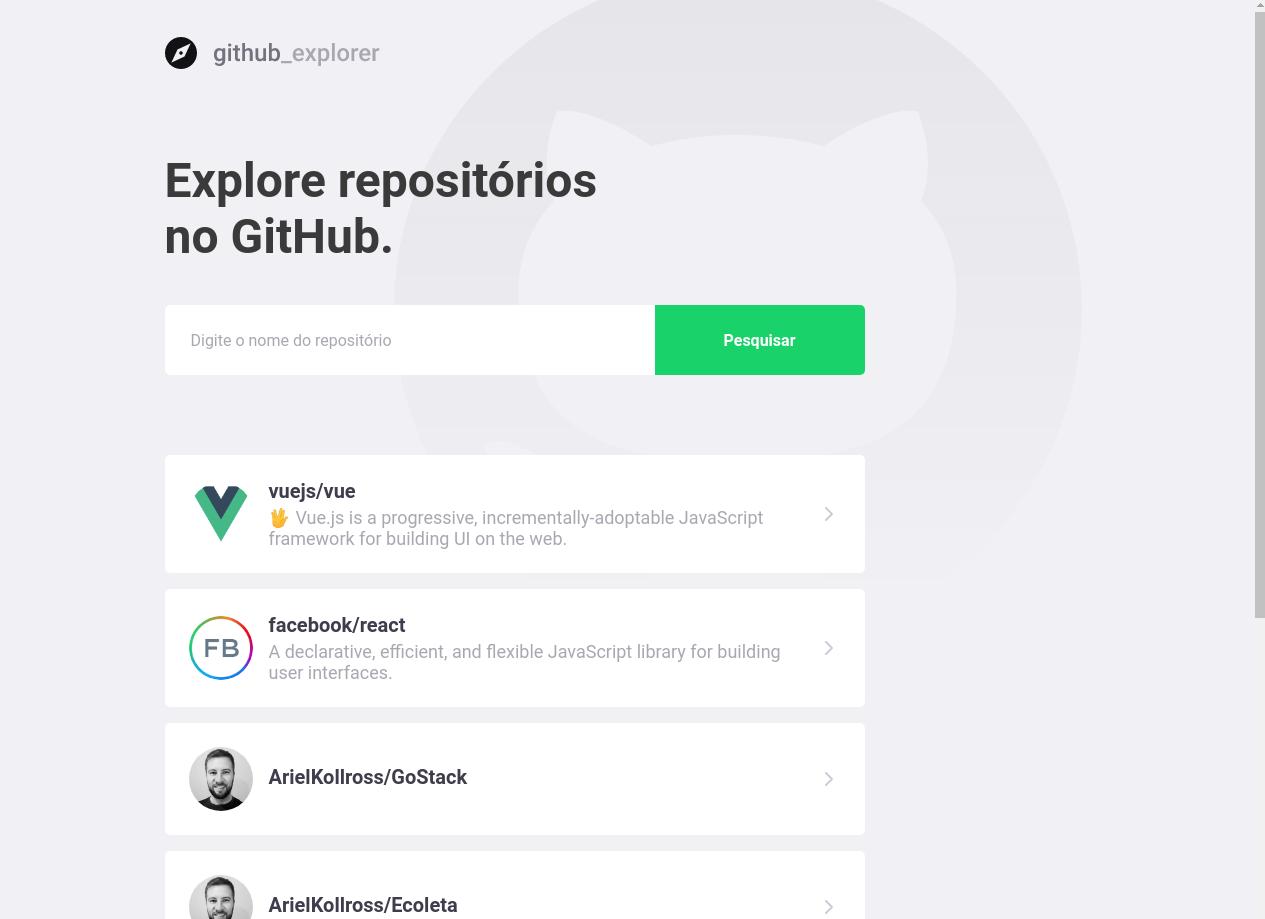 github_explorer
Explore repositórios
no GitHub.
Digite o nome do repositório
Pesquisar
vuejs/vue
🖖 Vue.js is a progressive, incrementally-adoptable JavaScript
framework for building UI on the web.
FB
facebook/react
A declarative, efficient, and flexible JavaScript library for building
user interfaces.
ArielKollross/GoStack
ArielKollross/Ecoleta